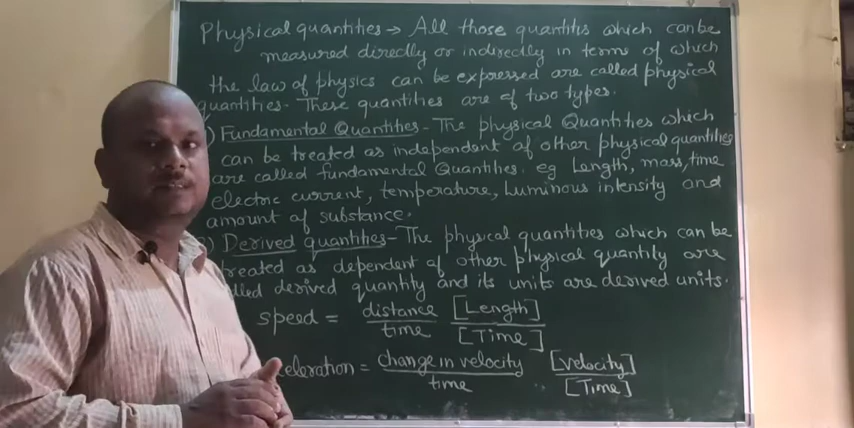 Physical quantities → All those quantitis which can be
measured directly or indirectly in terms of which
the law of physics can be expressed are called physical
quantities - These quantities are of two types.
) Fundamental Quantities - The physical Quantities which
can be treated as independent of other physical quantities
are called fundamental Quantities. eg Length, mass, time
electric current, temperature, Luminous intensity and
amount of substance.
) Derived quantities - The physical quantities which can be
treated as dependent of other physical quantity are
lled derived quantity and its units are derived units.
Speed = distance/time [Length]/[Time]
celeration = change in velocity/time [velocity]/[Time]